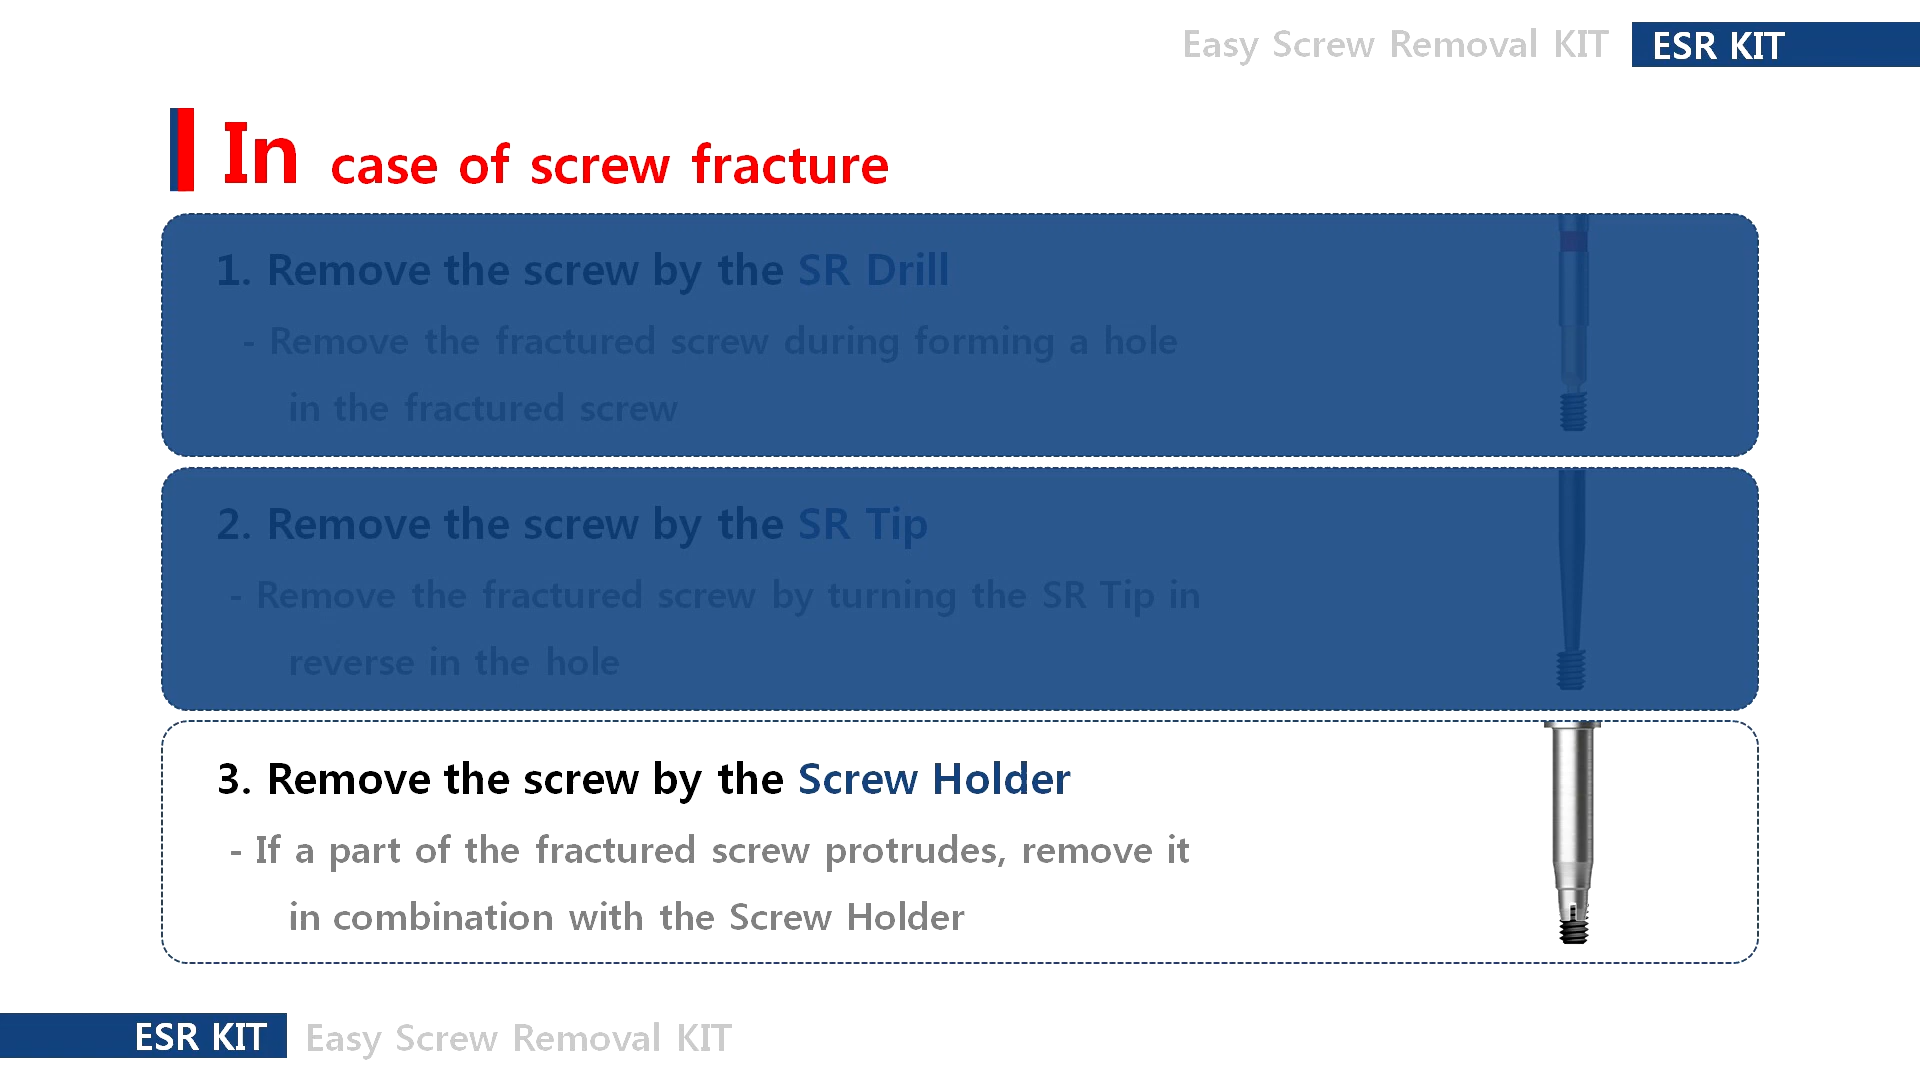 Easy Screw Removal KIT ESR KIT
In case of screw fracture
1. Remove the screw by the SR Drill
- Remove the fractured screw during forming a hole
in the fractured screw
2. Remove the screw by the SR Tip
- Remove the fractured screw by turning the SR Tip in
reverse in the hole
3. Remove the screw by the Screw Holder
- If a part of the fractured screw protrudes, remove it
in combination with the Screw Holder
ESR KIT Easy Screw Removal KIT